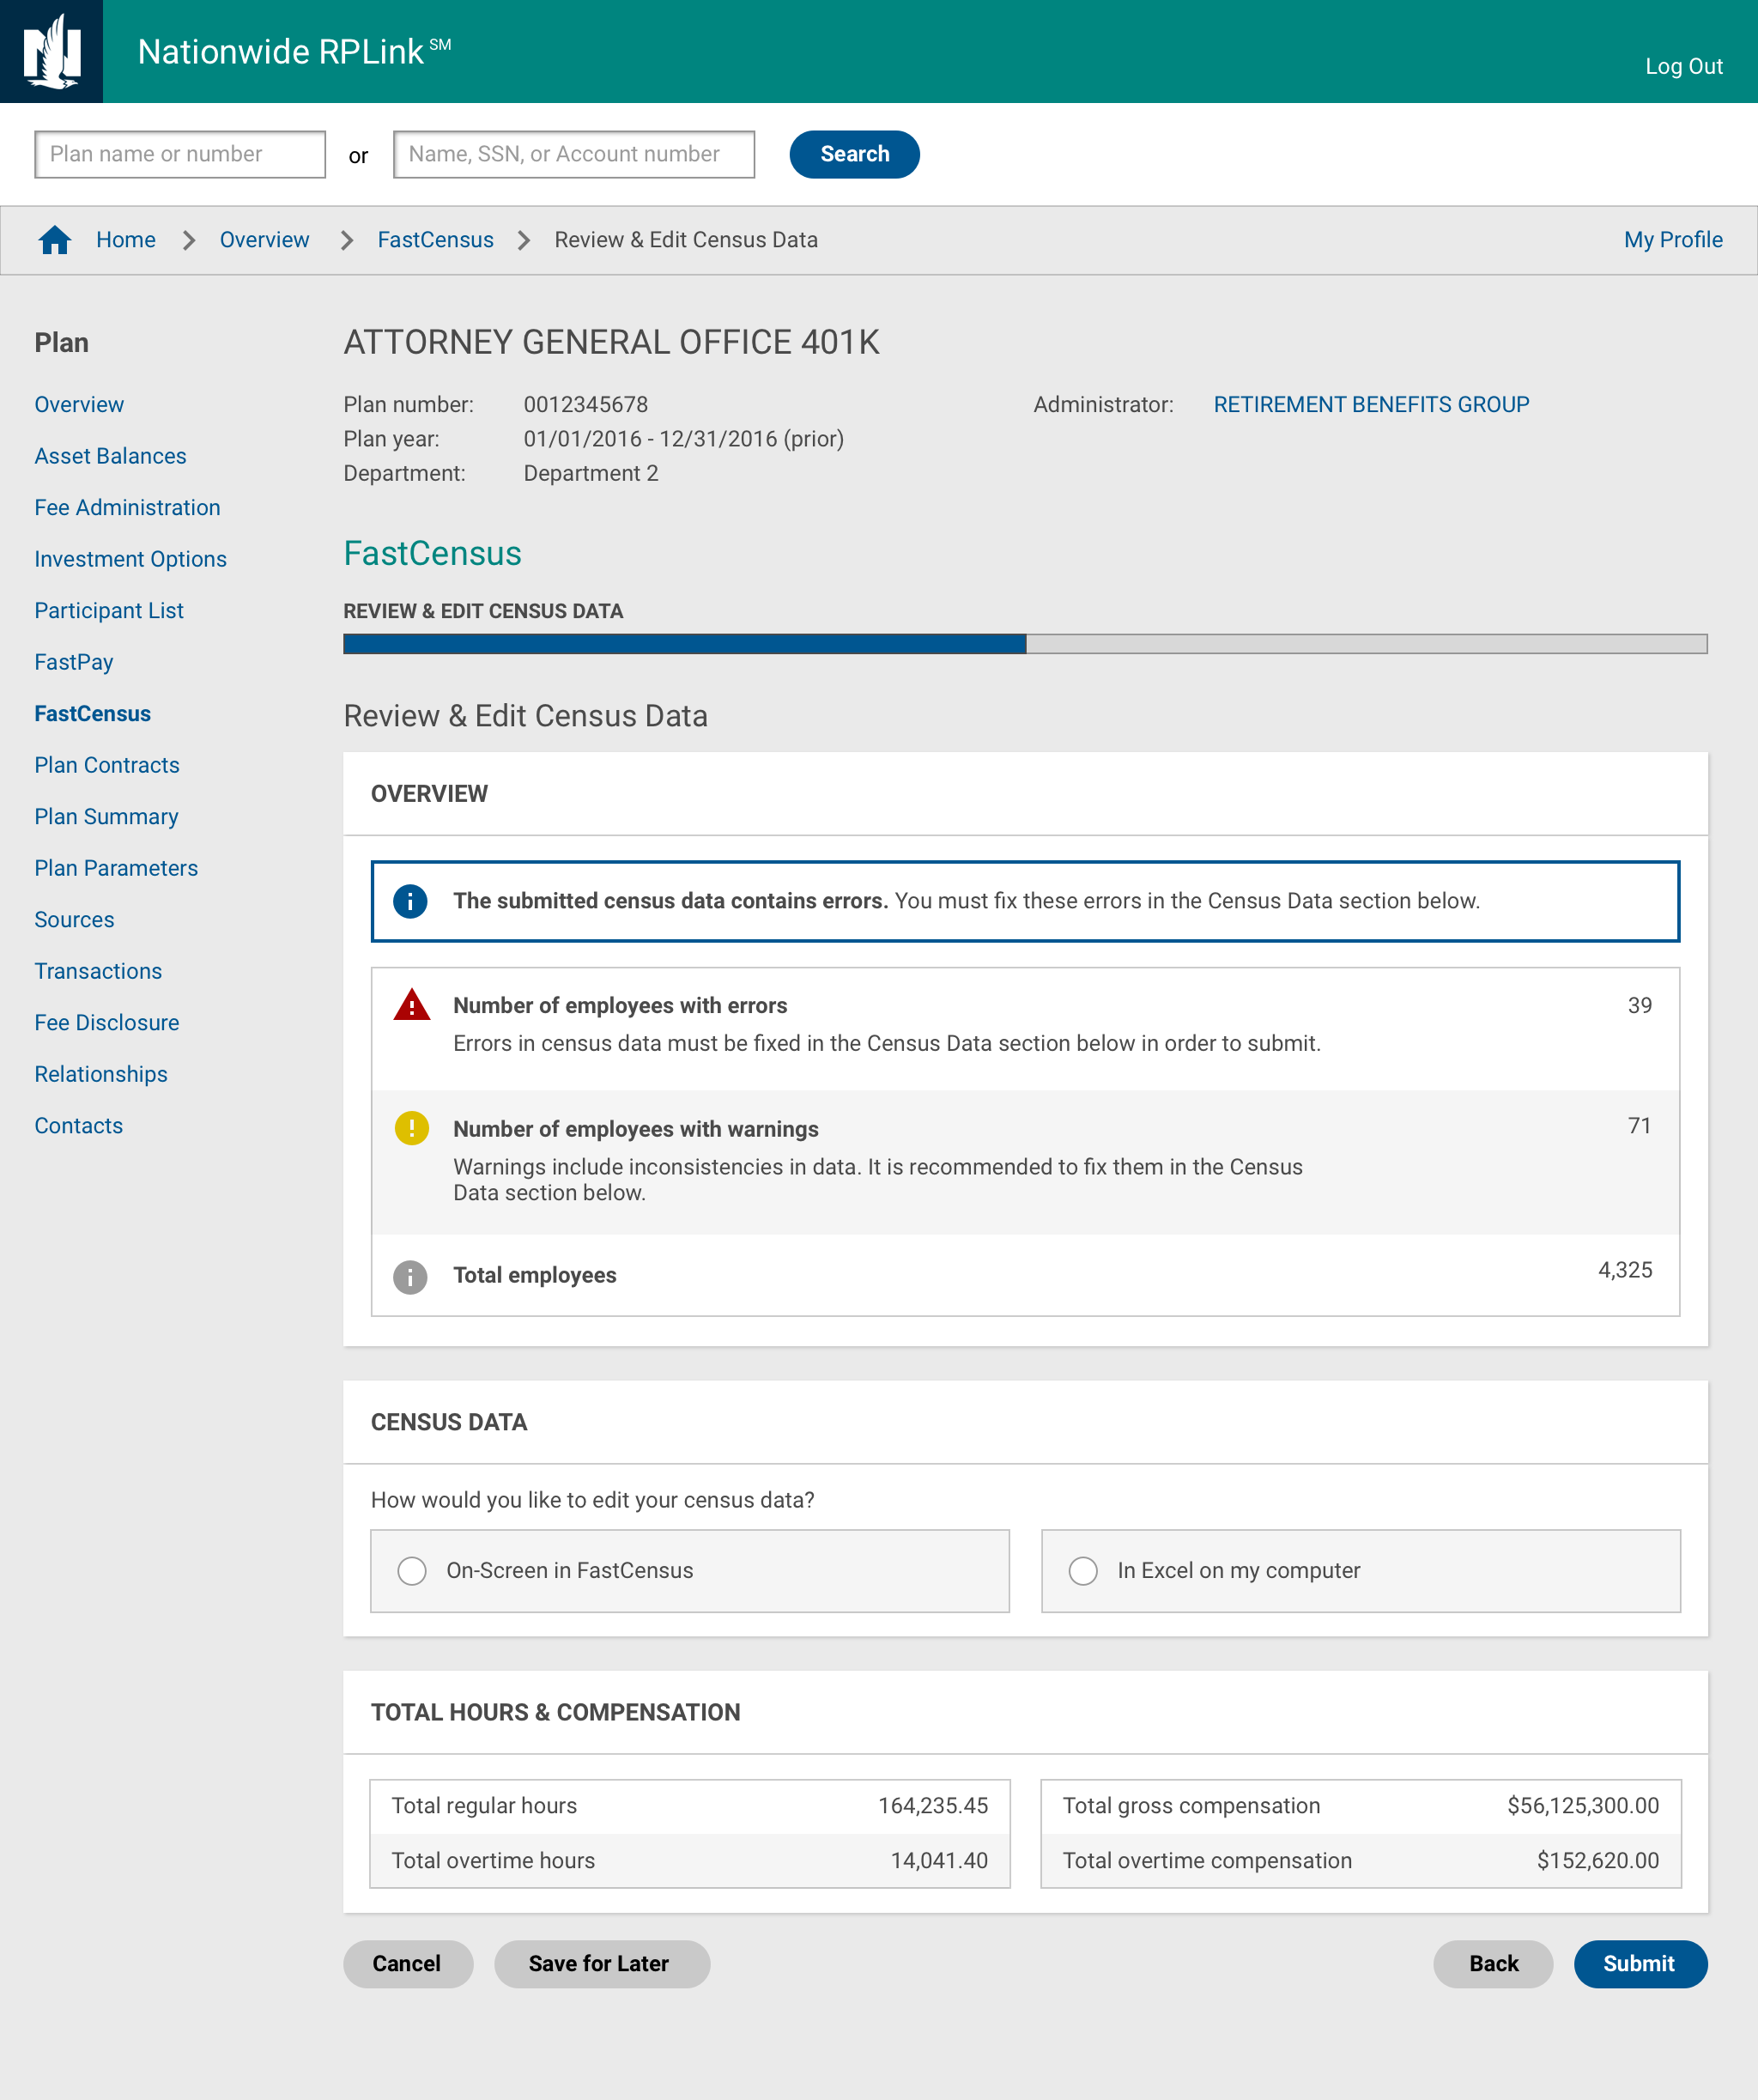 Nationwide RPLink SM
Log Out
Plan name or number
or
Name, SSN, or Account number
Search
Home
Overview
FastCensus
Review & Edit Census Data
My Profile
Plan
Overview
Asset Balances
Fee Administration
Investment Options
Participant List
FastPay
FastCensus
Plan Contracts
Plan Summary
Plan Parameters
Sources
Transactions
Fee Disclosure
Relationships
Contacts
ATTORNEY GENERAL OFFICE 401K
Plan number: 0012345678
Administrator: RETIREMENT BENEFITS GROUP
Plan year: 01/01/2016 - 12/31/2016 (prior)
Department: Department 2
FastCensus
REVIEW & EDIT CENSUS DATA
Review & Edit Census Data
OVERVIEW
The submitted census data contains errors. You must fix these errors in the Census Data section below.
Number of employees with errors 39
Errors in census data must be fixed in the Census Data section below in order to submit.
Number of employees with warnings 71
Warnings include inconsistencies in data. It is recommended to fix them in the Census
Data section below.
Total employees 4,325
CENSUS DATA
How would you like to edit your census data?
On-Screen in FastCensus
In Excel on my computer
TOTAL HOURS & COMPENSATION
Total regular hours 164,235.45
Total overtime hours 14,041.40
Total gross compensation $56,125,300.00
Total overtime compensation $152,620.00
Cancel
Save for Later
Back
Submit